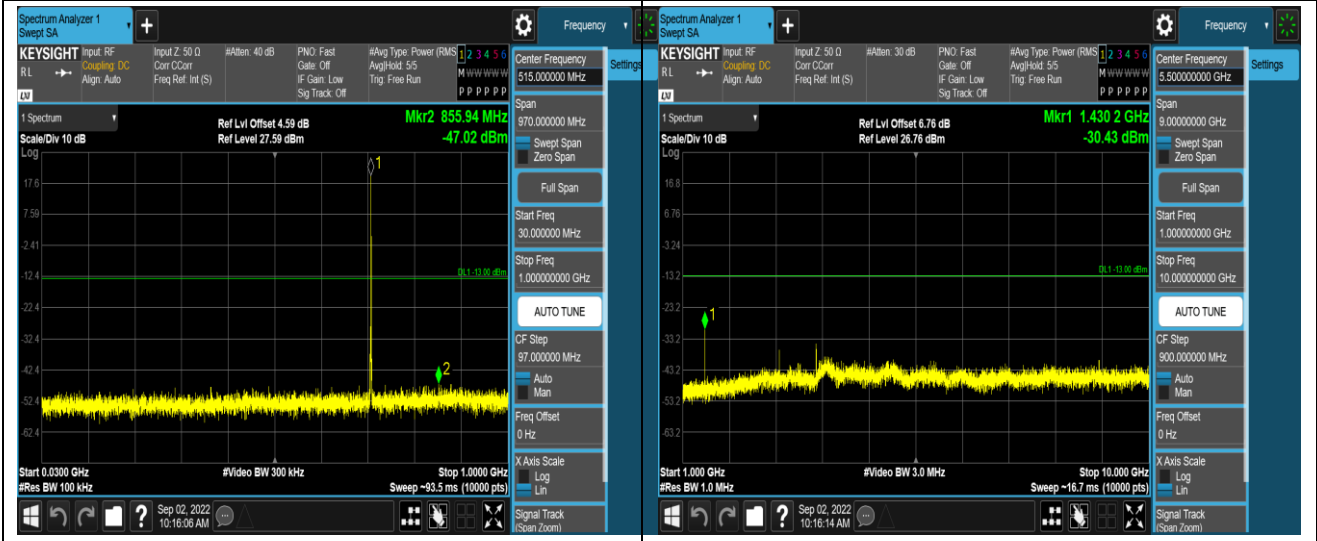 Spectrum Analyzer 1
Swept SA
+
Frequency
KEYSIGHT
RL
LXI
Input: RF
Coupling: DC
Align: Auto
Input Z: 50 Ω
Corr CCorr
Freq Ref: Int (S)
#Atten: 40 dB
PNO: Fast
Gate: Off
IF Gain: Low
Sig Track: Off
#Avg Type: Power (RMS
Avg|Hold: 5/5
Trig: Free Run
1 2 3 4 5 6
M W W W W W
P P P P P P
1 Spectrum
Scale/Div 10 dB
Log
Ref Lvl Offset 4.59 dB
Ref Level 27.59 dBm
Mkr2 855.94 MHz
-47.02 dBm
1
17.6
7.59
-2.41
DL1 -13.00 dBm
-12.4
-22.4
-32.4
-42.4
2
-52.4
-62.4
Start 0.0300 GHz
#Res BW 100 kHz
#Video BW 300 kHz
Stop 1.0000 GHz
Sweep ~93.5 ms (10000 pts)
Sep 02, 2022
10:16:06 AM
Center Frequency
515.000000 MHz
Settings
Span
970.000000 MHz
Swept Span
Zero Span
Full Span
Start Freq
30.000000 MHz
Stop Freq
1.000000000 GHz
AUTO TUNE
CF Step
97.000000 MHz
Auto
Man
Freq Offset
0 Hz
X Axis Scale
Log
Lin
Signal Track
(Span Zoom)
Spectrum Analyzer 1
Swept SA
+
Frequency
KEYSIGHT
RL
LXI
Input: RF
Coupling: DC
Align: Auto
Input Z: 50 Ω
Corr CCorr
Freq Ref: Int (S)
#Atten: 30 dB
PNO: Fast
Gate: Off
IF Gain: Low
Sig Track: Off
#Avg Type: Power (RMS
Avg|Hold: 5/5
Trig: Free Run
1 2 3 4 5 6
M W W W W W
P P P P P P
1 Spectrum
Scale/Div 10 dB
Log
Ref Lvl Offset 6.76 dB
Ref Level 26.76 dBm
Mkr1 1.430 2 GHz
-30.43 dBm
16.8
6.76
-3.24
DL1 -13.00 dBm
-13.2
-23.2
1
-33.2
-43.2
-53.2
-63.2
Start 1.000 GHz
#Res BW 1.0 MHz
#Video BW 3.0 MHz
Stop 10.000 GHz
Sweep ~16.7 ms (10000 pts)
Sep 02, 2022
10:16:14 AM
Center Frequency
5.500000000 GHz
Settings
Span
9.00000000 GHz
Swept Span
Zero Span
Full Span
Start Freq
1.000000000 GHz
Stop Freq
10.000000000 GHz
AUTO TUNE
CF Step
900.000000 MHz
Auto
Man
Freq Offset
0 Hz
X Axis Scale
Log
Lin
Signal Track
(Span Zoom)